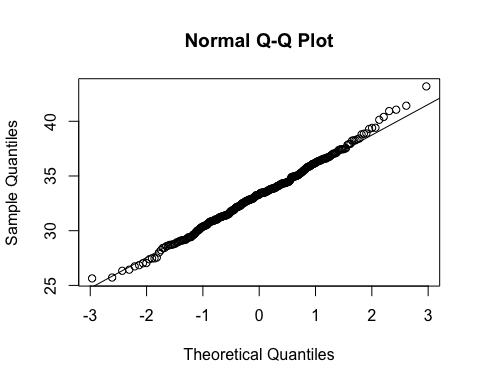 Normal Q-Q Plot
Sample Quantiles
40
35
30
25
-3 -2 -1 0 1 2 3
Theoretical Quantiles